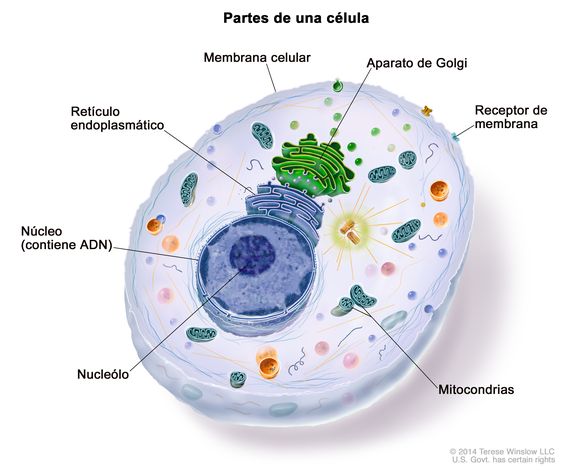 Partes de una célula
Membrana celular
Aparato de Golgi
Retículo
endoplasmático
Receptor de
membrana
Núcleo
(contiene ADN)
Nucleólo
Mitocondrias
© 2014 Terese Winslow LLC
U.S. Govt. has certain rights